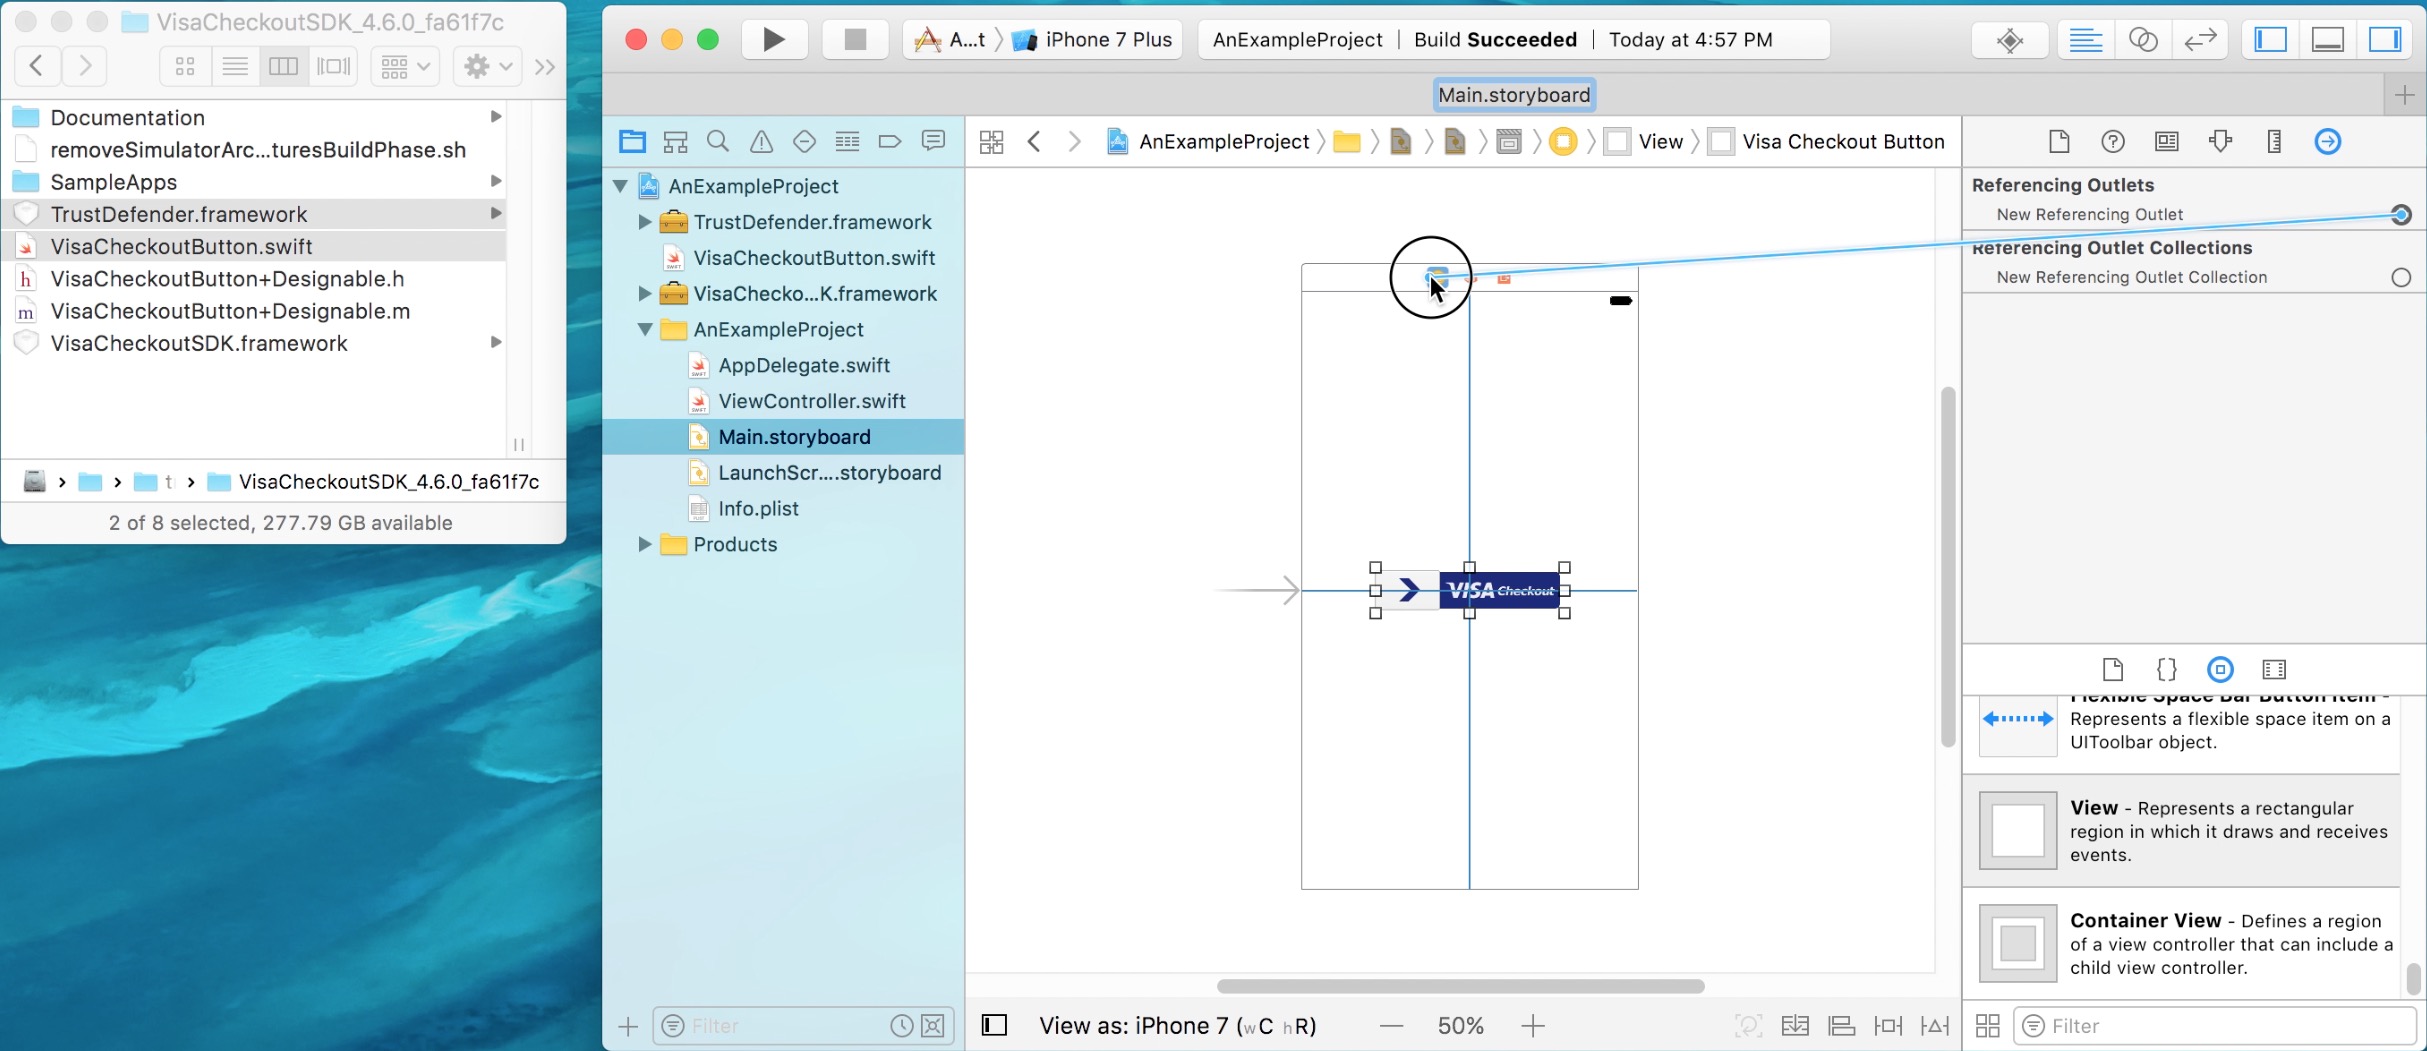 VisaCheckoutSDK_4.6.0_fa61f7c
Documentation
removeSimulatorArc...turesBuildPhase.sh
SampleApps
TrustDefender.framework
VisaCheckoutButton.swift
VisaCheckoutButton+Designable.h
VisaCheckoutButton+Designable.m
VisaCheckoutSDK.framework
VisaCheckoutSDK_4.6.0_fa61f7c
2 of 8 selected, 277.79 GB available
A...t
iPhone 7 Plus
AnExampleProject | Build Succeeded | Today at 4:57 PM
Main.storyboard
AnExampleProject
View
Visa Checkout Button
AnExampleProject
TrustDefender.framework
VisaCheckoutButton.swift
VisaChecko...K.framework
AnExampleProject
AppDelegate.swift
ViewController.swift
Main.storyboard
LaunchScr....storyboard
Info.plist
Products
Filter
VISA Checkout
View as: iPhone 7 (wC hR)
50%
Referencing Outlets
New Referencing Outlet
Referencing Outlet Collections
New Referencing Outlet Collection
Flexible Space Bar Button Item -
Represents a flexible space item on a
UIToolbar object.
View - Represents a rectangular
region in which it draws and receives
events.
Container View - Defines a region
of a view controller that can include a
child view controller.
Filter